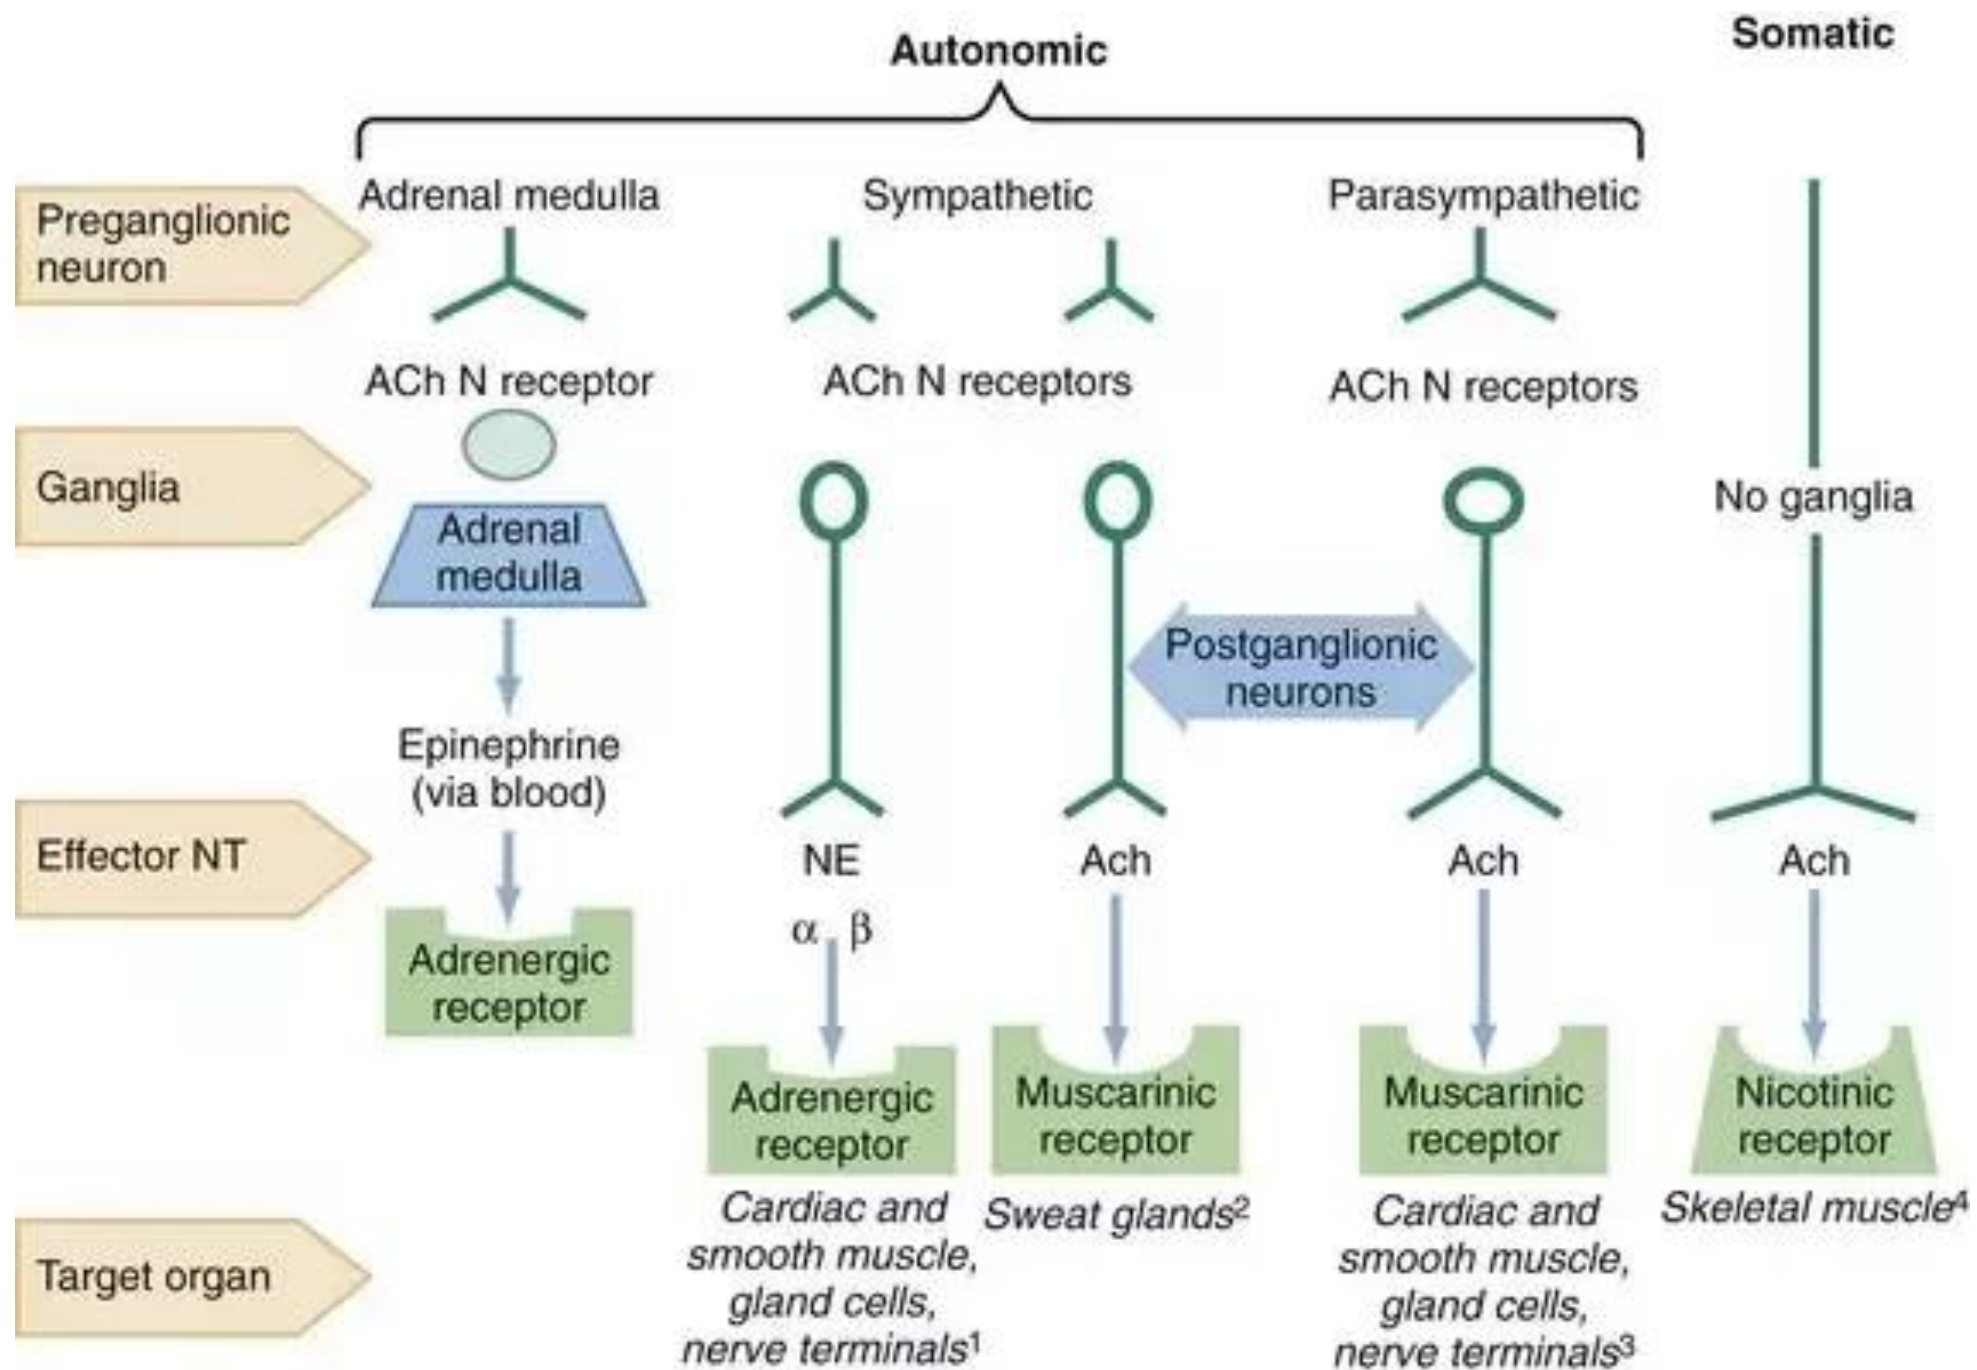 Autonomic
Somatic
Preganglionic
neuron
Adrenal medulla
Sympathetic
Parasympathetic
ACh N receptor
ACh N receptors
ACh N receptors
Ganglia
Adrenal
medulla
No ganglia
Postganglionic
neurons
Epinephrine
(via blood)
Effector NT
NE
Ach
Ach
Ach
α β
Adrenergic
receptor
Adrenergic
receptor
Muscarinic
receptor
Muscarinic
receptor
Nicotinic
receptor
Target organ
Cardiac and
smooth muscle,
gland cells,
nerve terminals¹
Sweat glands²
Cardiac and
smooth muscle,
gland cells,
nerve terminals³
Skeletal muscle⁴